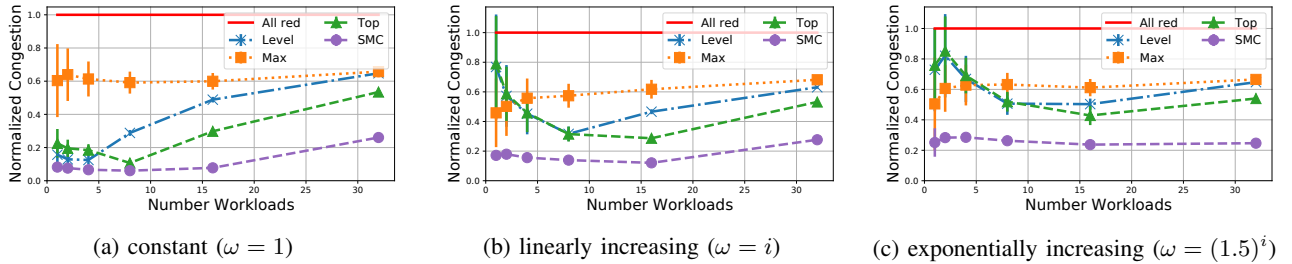 Normalized Congestion
1.0
0.8
0.6
0.4
0.2
0.0
All red
Level
Max
Top
SMC
0 5 10 15 20 25 30
Number Workloads
(a) constant (ω = 1)
Normalized Congestion
1.0
0.8
0.6
0.4
0.2
0.0
All red
Level
Max
Top
SMC
0 5 10 15 20 25 30
Number Workloads
(b) linearly increasing (ω = i)
Normalized Congestion
1.0
0.8
0.6
0.4
0.2
0.0
All red
Level
Max
Top
SMC
0 5 10 15 20 25 30
Number Workloads
(c) exponentially increasing (ω = (1.5)^i)